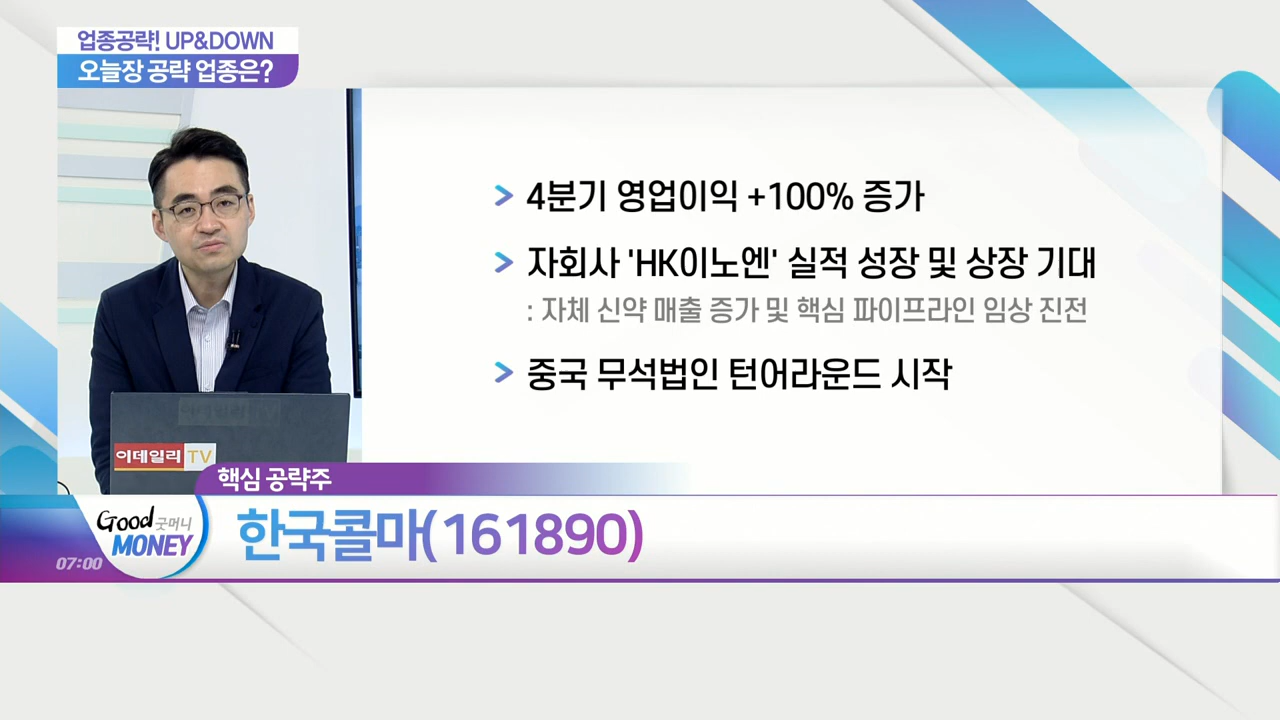 업종공략! UP&DOWN
오늘장 공략 업종은?
> 4분기 영업이익 +100% 증가
> 자회사 'HK이노엔' 실적 성장 및 상장 기대
: 자체 신약 매출 증가 및 핵심 파이프라인 임상 진전
> 중국 무석법인 턴어라운드 시작
이데일리 TV
핵심 공략주
Good 굿머니
MONEY
07:00
한국콜마(161890)